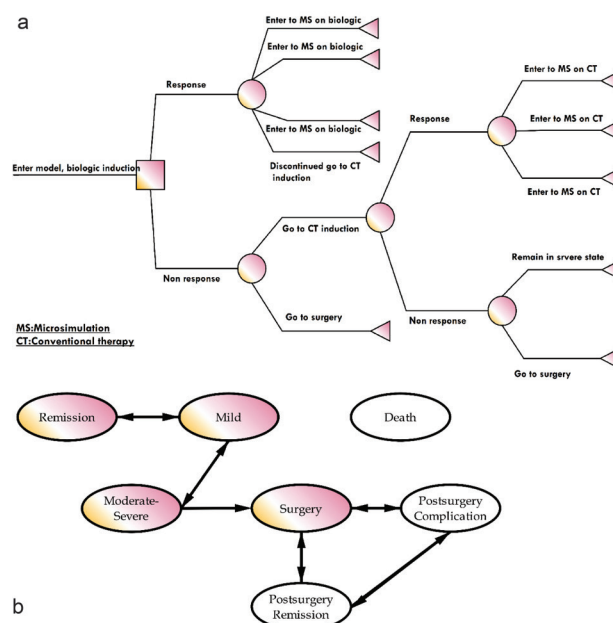 a
Enter to MS on biologic
Enter to MS on biologic
Response
Enter to MS on biologic
Discontinued go to CT
induction
Enter model, biologic induction
Non response
Go to CT induction
Go to surgery
Response
Enter to MS on CT
Enter to MS on CT
Enter to MS on CT
Remain in srvere state
Non response
Go to surgery
MS:Microsimulation
CT:Conventional therapy
Remission
Mild
Death
Moderate-
Severe
Surgery
Postsurgery
Complication
Postsurgery
Remission
b